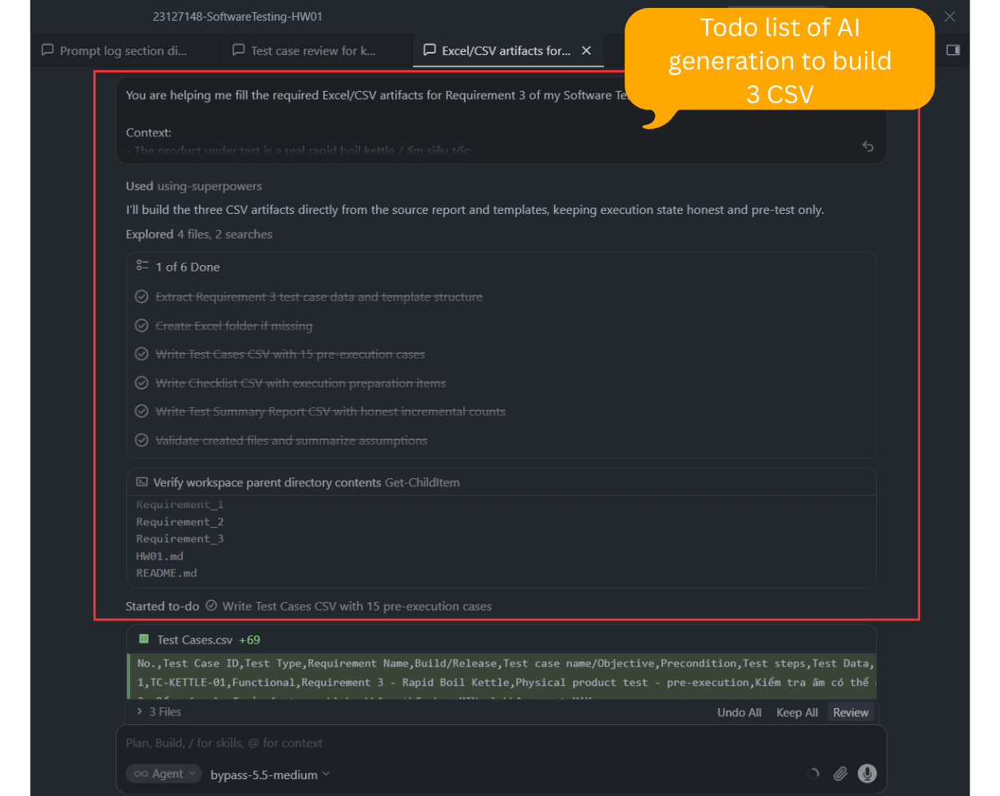 23127148-SoftwareTesting-HW01
Prompt log section di...
Test case review for k...
Excel/CSV artifacts for...
Todo list of AI
generation to build
3 CSV
You are helping me fill the required Excel/CSV artifacts for Requirement 3 of my Software Te
Context:
- The product under test is a real rapid boil kettle / ấm siêu tốc
Used using-superpowers
I'll build the three CSV artifacts directly from the source report and templates, keeping execution state honest and pre-test only.
Explored 4 files, 2 searches
1 of 6 Done
Extract Requirement 3 test case data and template structure
Create Excel folder if missing
Write Test Cases CSV with 15 pre-execution cases
Write Checklist CSV with execution preparation items
Write Test Summary Report CSV with honest incremental counts
Validate created files and summarize assumptions
Verify workspace parent directory contents Get-ChildItem
Requirement_1
Requirement_2
Requirement_3
HW01.md
README.md
Started to-do Write Test Cases CSV with 15 pre-execution cases
Test Cases.csv +69
No.,Test Case ID,Test Type,Requirement Name,Build/Release,Test case name/Objective,Precondition,Test steps,Test Data,
1,TC-KETTLE-01,Functional,Requirement 3 - Rapid Boil Kettle,Physical product test - pre-execution,Kiểm tra ấm có thể
3 Files
Undo All Keep All Review
Plan, Build, / for skills, @ for context
Agent bypass-5.5-medium